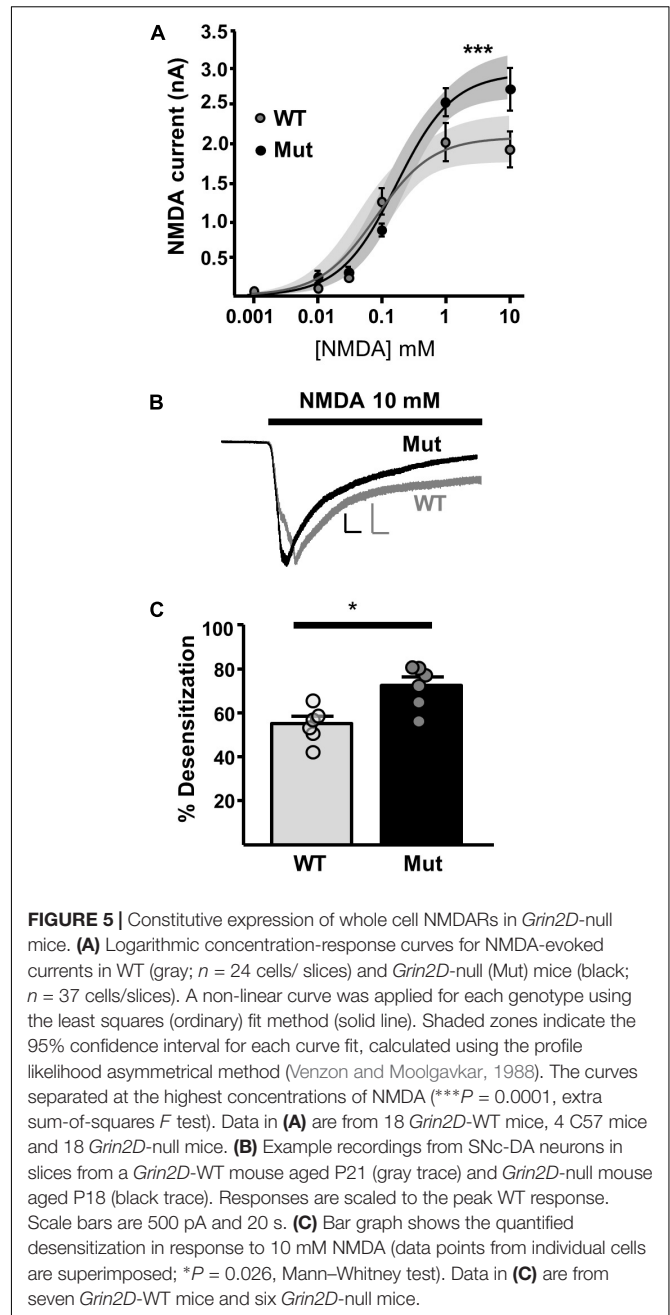 A
***
NMDA current (nA)
3.5
3.0
2.5
2.0
1.5
1.0
0.5
WT
Mut
0.001 0.01 0.1 1 10
[NMDA] mM
B
NMDA 10 mM
Mut
WT
C
*
% Desensitization
100
80
60
40
20
WT Mut
FIGURE 5 | Constitutive expression of whole cell NMDARs in Grin2D-null
mice. (A) Logarithmic concentration-response curves for NMDA-evoked
currents in WT (gray; n = 24 cells/ slices) and Grin2D-null (Mut) mice (black;
n = 37 cells/slices). A non-linear curve was applied for each genotype using
the least squares (ordinary) fit method (solid line). Shaded zones indicate the
95% confidence interval for each curve fit, calculated using the profile
likelihood asymmetrical method (Venzon and Moolgavkar, 1988). The curves
separated at the highest concentrations of NMDA (***P = 0.0001, extra
sum-of-squares F test). Data in (A) are from 18 Grin2D-WT mice, 4 C57 mice
and 18 Grin2D-null mice. (B) Example recordings from SNc-DA neurons in
slices from a Grin2D-WT mouse aged P21 (gray trace) and Grin2D-null mouse
aged P18 (black trace). Responses are scaled to the peak WT response.
Scale bars are 500 pA and 20 s. (C) Bar graph shows the quantified
desensitization in response to 10 mM NMDA (data points from individual cells
are superimposed; *P = 0.026, Mann–Whitney test). Data in (C) are from
seven Grin2D-WT mice and six Grin2D-null mice.